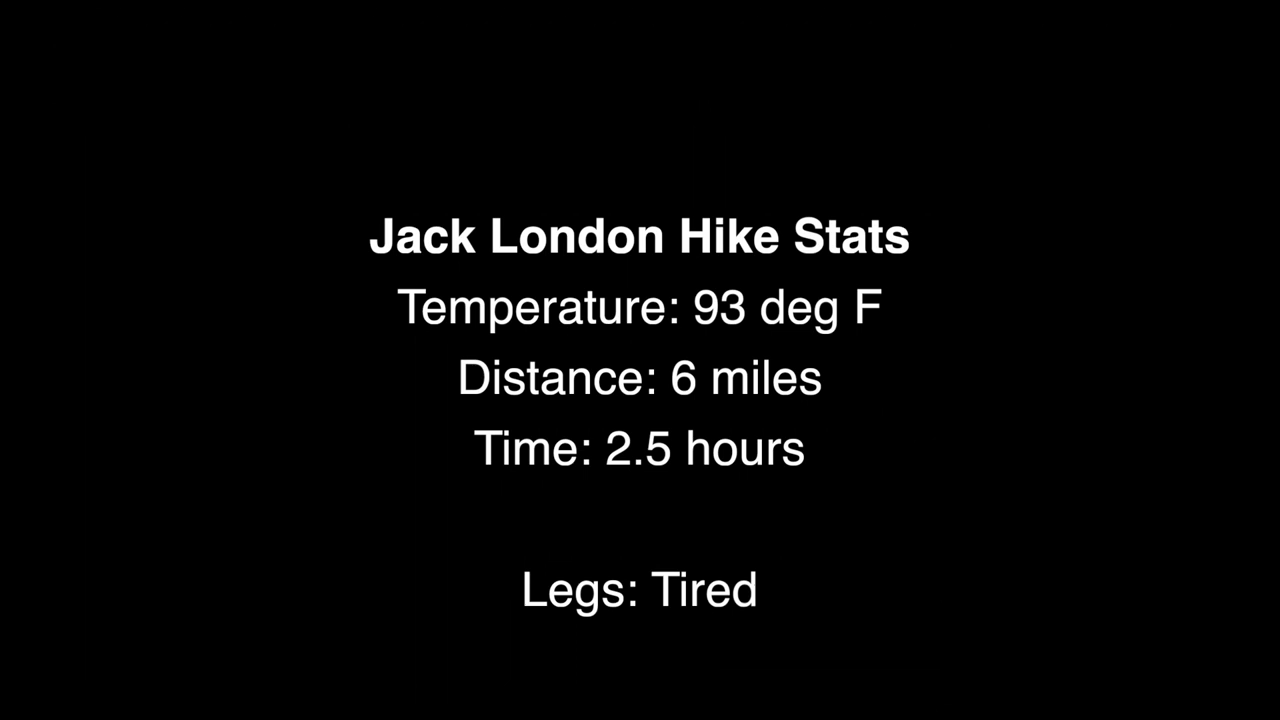 Jack London Hike Stats
Temperature: 93 deg F
Distance: 6 miles
Time: 2.5 hours
Legs: Tired